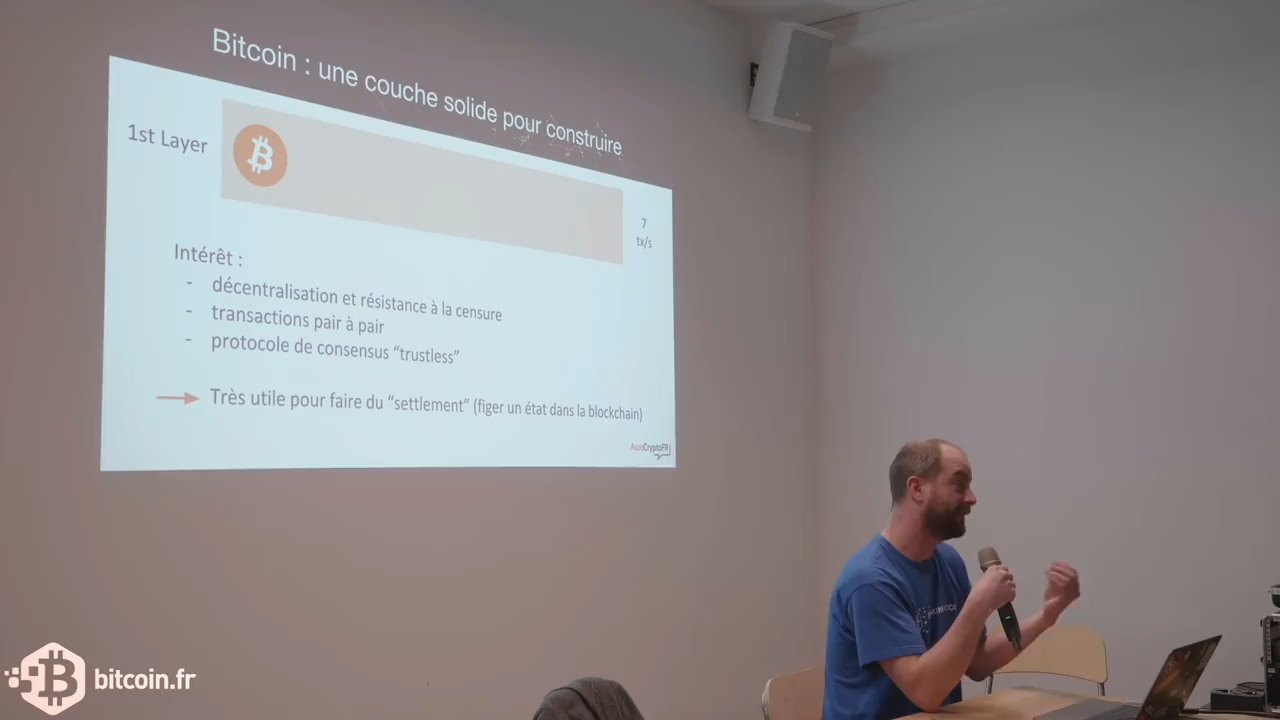 Bitcoin : une couche solide pour construire
1st Layer
7
tx/s
Intérêt :
- décentralisation et résistance à la censure
- transactions pair à pair
- protocole de consensus “trustless”
Très utile pour faire du “settlement” (figer un état dans la blockchain)
AssoCryptoFR
bitcoin.fr